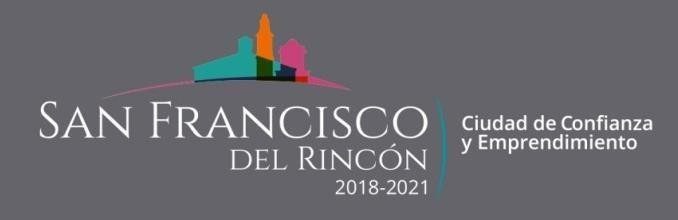 SAN FRANCISCO
DEL RINCÓN
2018-2021
Ciudad de Confianza
y Emprendimiento